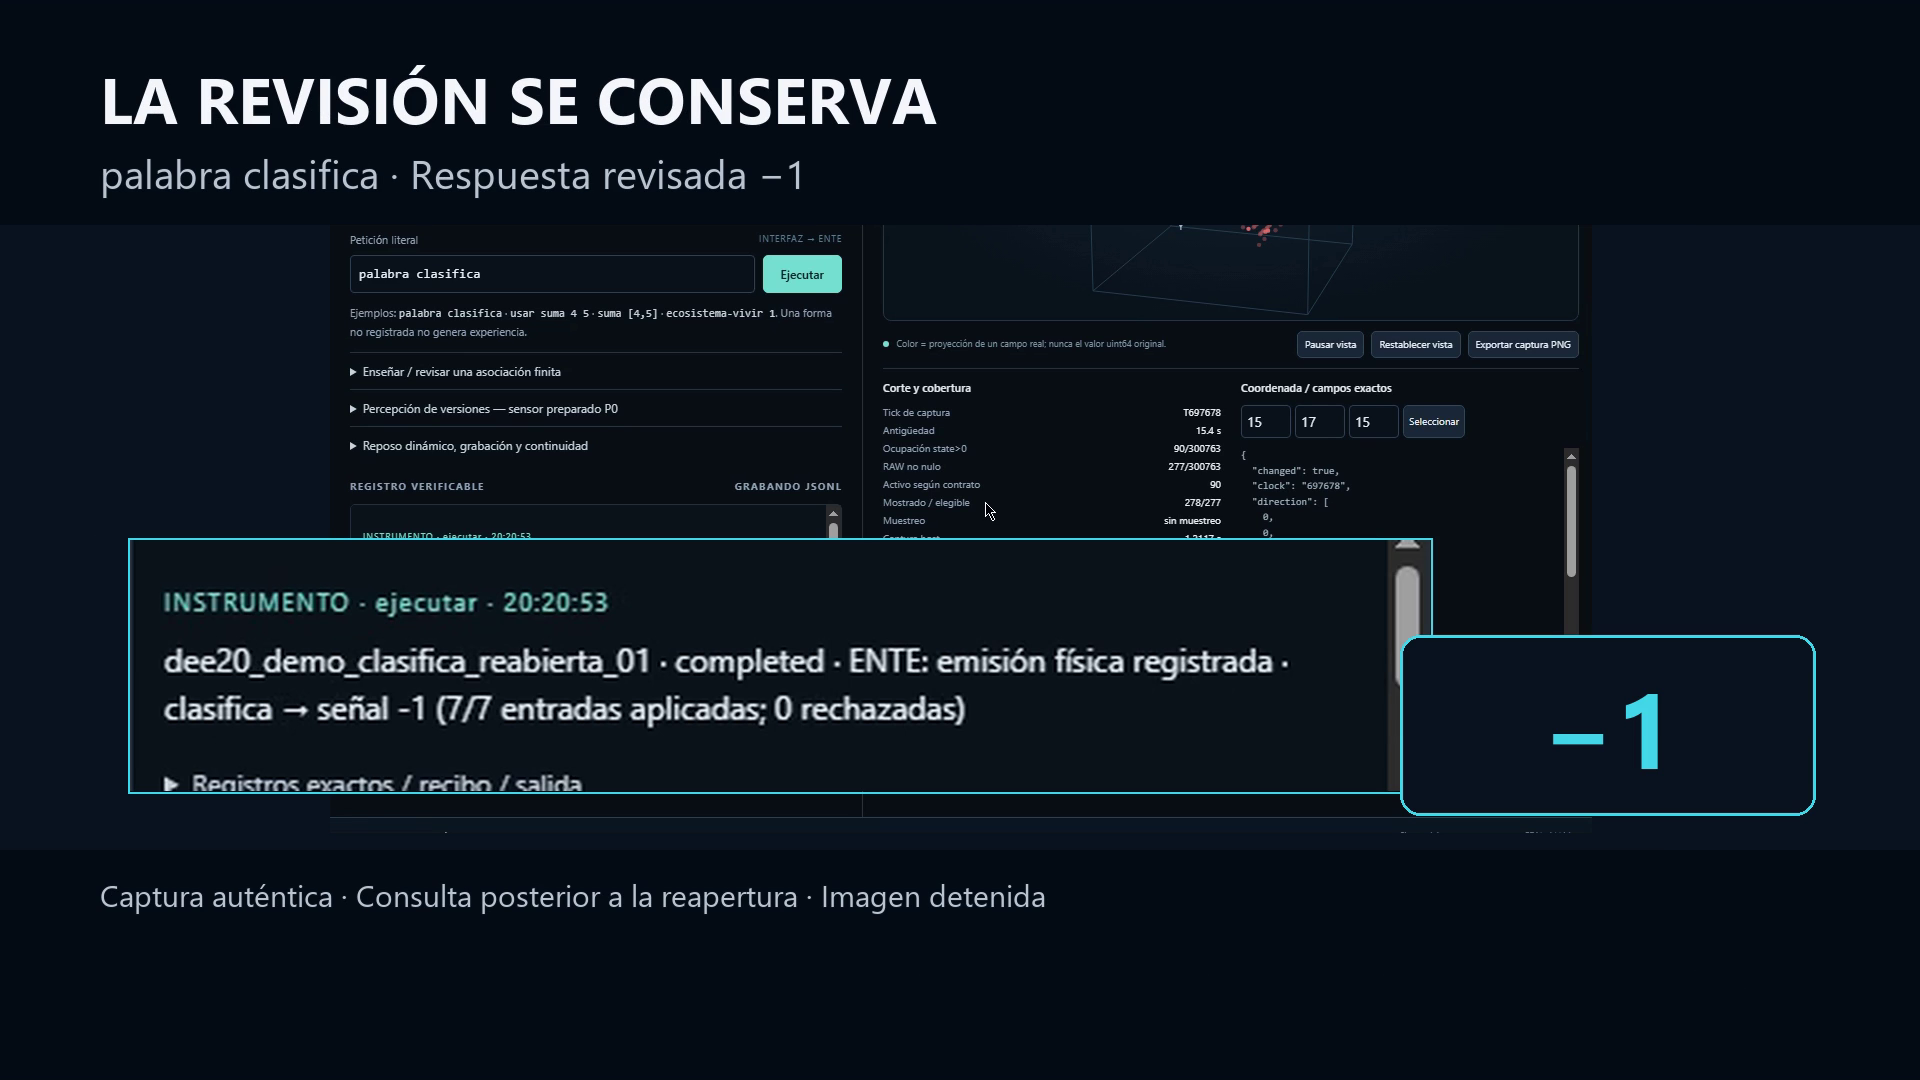 LA REVISIÓN SE CONSERVA
palabra clasifica · Respuesta revisada −1
Petición literal
INTERFAZ → ENTE
palabra clasifica
Ejecutar
Ejemplos: palabra clasifica · usar suma 4 5 · suma [4,5] · ecosistema-vivir 1. Una forma
no registrada no genera experiencia.
▶ Enseñar / revisar una asociación finita
▶ Percepción de versiones — sensor preparado P0
▶ Reposo dinámico, grabación y continuidad
REGISTRO VERIFICABLE
GRABANDO JSONL
INSTRUMENTO · ejecutar · 20:20:53
Color = proyección de un campo real; nunca el valor uint64 original.
Pausar vista
Restablecer vista
Exportar captura PNG
Corte y cobertura
Tick de captura T697678
Antigüedad 15.4 s
Ocupación state>0 90/300763
RAW no nulo 277/300763
Activo según contrato 90
Mostrado / elegible 278/277
Muestreo sin muestreo
Coordenada / campos exactos
15 17 15 Seleccionar
{
"changed": true,
"clock": "697678",
"direction": [
0,
0,
INSTRUMENTO · ejecutar · 20:20:53
dee20_demo_clasifica_reabierta_01 · completed · ENTE: emisión física registrada ·
clasifica → señal -1 (7/7 entradas aplicadas; 0 rechazadas)
▶ Registros exactos / recibo / salida
−1
Captura auténtica · Consulta posterior a la reapertura · Imagen detenida